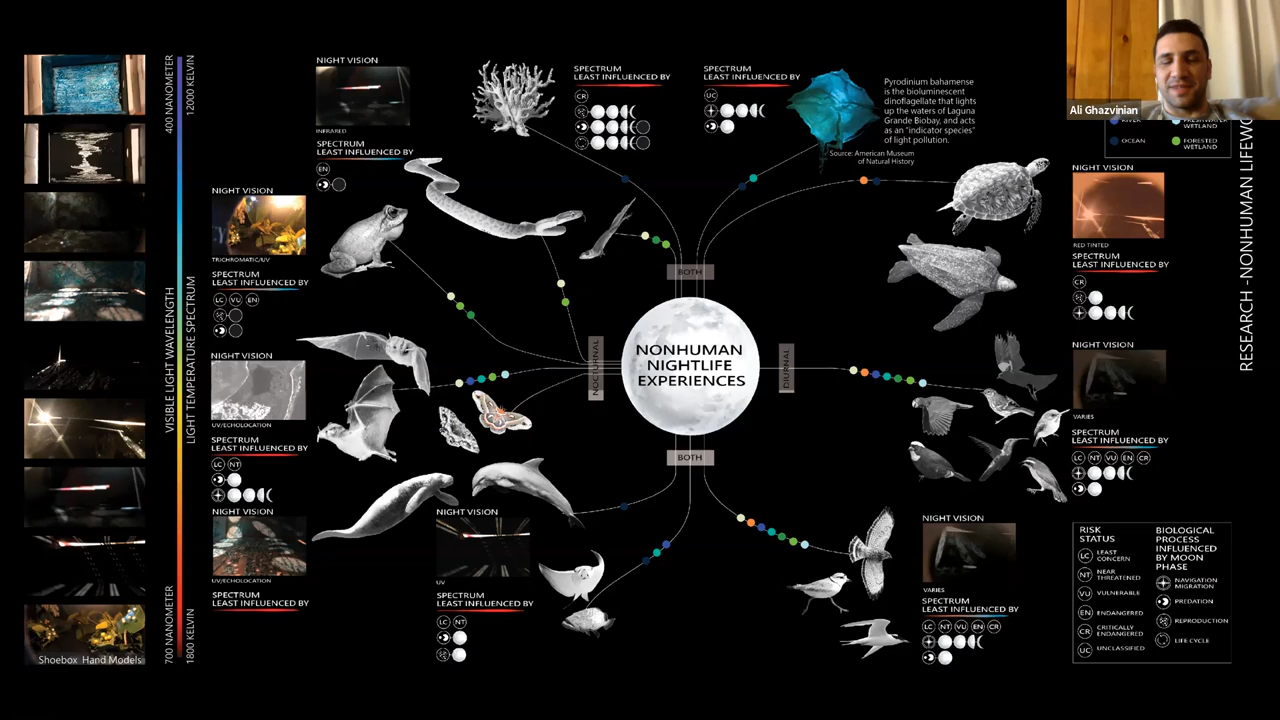 400 NANOMETER
12000 KELVIN
VISIBLE LIGHT WAVELENGTH
LIGHT TEMPERATURE SPECTRUM
700 NANOMETER
1800 KELVIN
Shoebox Hand Models
NIGHT VISION
INFRARED
SPECTRUM
LEAST INFLUENCED BY
EN
NIGHT VISION
TRICHROMATIC/UV
SPECTRUM
LEAST INFLUENCED BY
LC VU EN
NIGHT VISION
UV/ECHOLOCATION
SPECTRUM
LEAST INFLUENCED BY
LC NT
NIGHT VISION
UV/ECHOLOCATION
SPECTRUM
LEAST INFLUENCED BY
NIGHT VISION
UV
SPECTRUM
LEAST INFLUENCED BY
LC NT
SPECTRUM
LEAST INFLUENCED BY
CR
SPECTRUM
LEAST INFLUENCED BY
UC
Pyrodinium bahamense
is the bioluminescent
dinoflagellate that lights
up the waters of Laguna
Grande Biobay, and acts
as an "indicator species"
of light pollution.
Source: American Museum
of Natural History
BOTH
NOCTURNAL
NONHUMAN
NIGHTLIFE
EXPERIENCES
DIURNAL
BOTH
Ali Ghazvinian
RIVER
FRESHWATER
WETLAND
OCEAN
FORESTED
WETLAND
RESEARCH - NONHUMAN LIFEWO
NIGHT VISION
RED TINTED
SPECTRUM
LEAST INFLUENCED BY
CR
NIGHT VISION
VARIES
SPECTRUM
LEAST INFLUENCED BY
LC NT VU EN CR
NIGHT VISION
VARIES
SPECTRUM
LEAST INFLUENCED BY
LC NT VU EN CR
RISK
STATUS
LC LEAST
CONCERN
NT NEAR
THREATENED
VU VULNERABLE
EN ENDANGERED
CR CRITICALLY
ENDANGERED
UC UNCLASSIFIED
BIOLOGICAL
PROCESS
INFLUENCED
BY MOON
PHASE
NAVIGATION
MIGRATION
PREDATION
REPRODUCTION
LIFE CYCLE